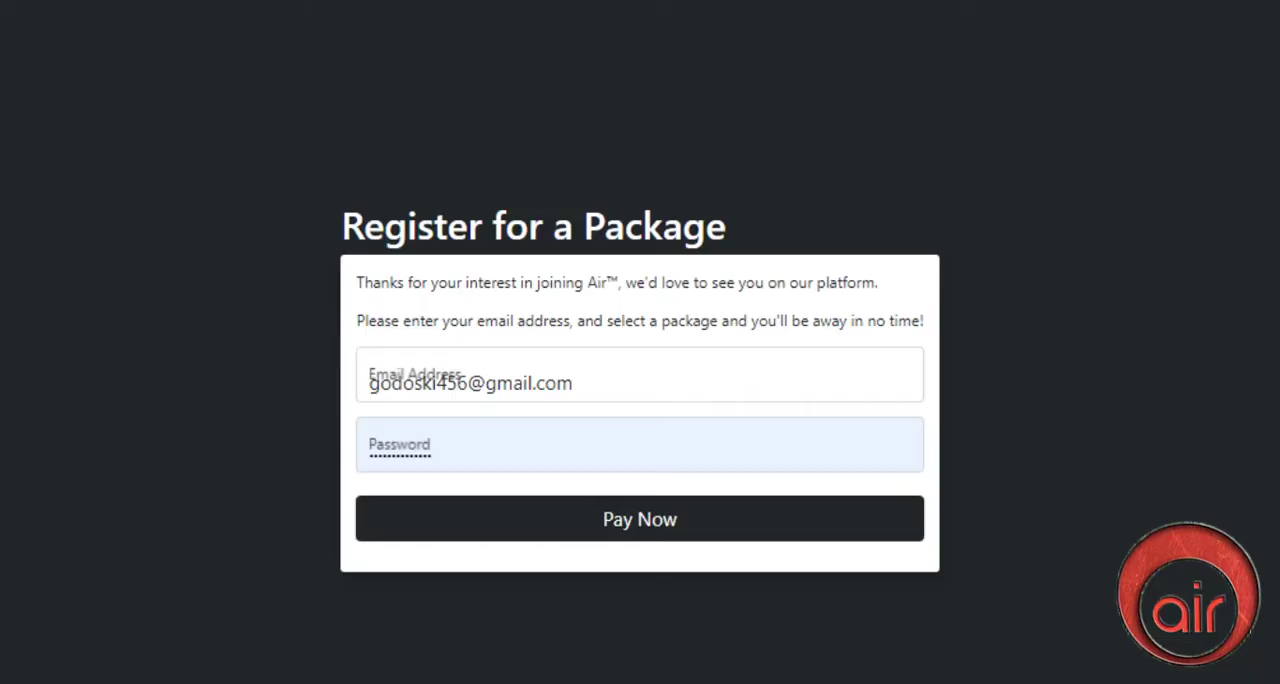 Register for a Package
Thanks for your interest in joining Air™, we'd love to see you on our platform.
Please enter your email address, and select a package and you'll be away in no time!
Email Address
godoski456@gmail.com
Password
Pay Now
air